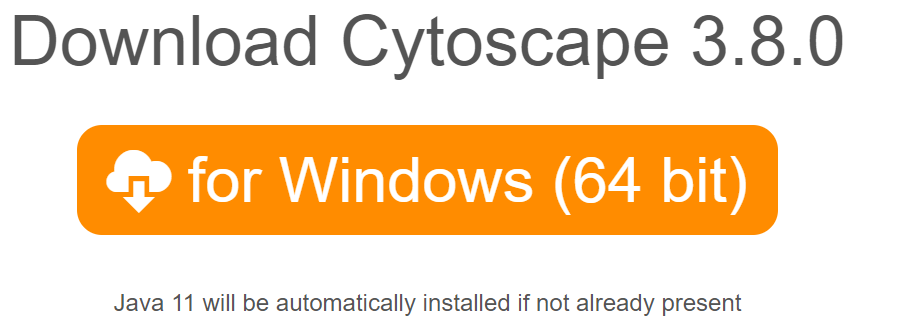 Download Cytoscape 3.8.0
for Windows (64 bit)
Java 11 will be automatically installed if not already present